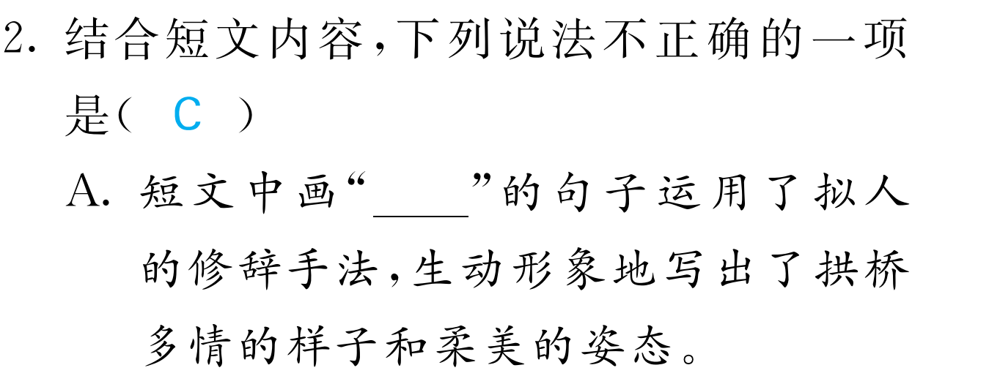 2. 结合短文内容,下列说法不正确的一项
是( C )
A. 短文中画“____”的句子运用了拟人
的修辞手法,生动形象地写出了拱桥
多情的样子和柔美的姿态。